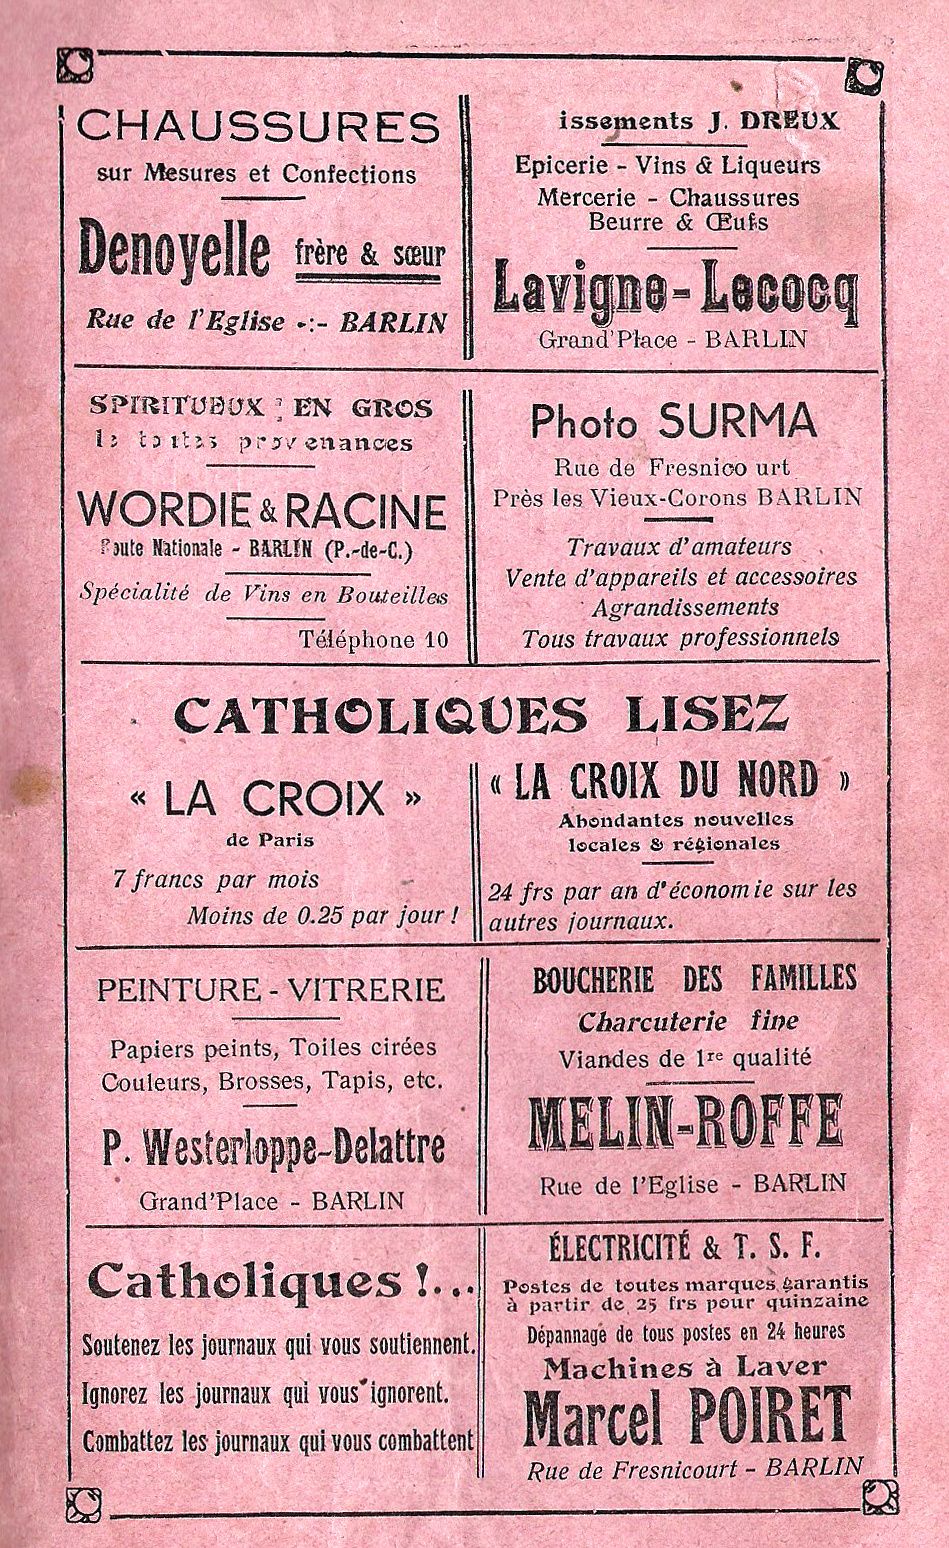 CHAUSSURES
sur Mesures et Confections
Denoyelle frère & sœur
Rue de l'Eglise -:- BARLIN
issements J. DREUX
Epicerie - Vins & Liqueurs
Mercerie - Chaussures
Beurre & Œufs
Lavigne-Lecocq
Grand'Place - BARLIN
SPIRITUEUX EN GROS
toutes provenances
WORDIE & RACINE
Route Nationale - BARLIN (P.-de-C.)
Spécialité de Vins en Bouteilles
Téléphone 10
Photo SURMA
Rue de Fresnico urt
Près les Vieux-Corons BARLIN
Travaux d'amateurs
Vente d'appareils et accessoires
Agrandissements
Tous travaux professionnels
CATHOLIQUES LISEZ
« LA CROIX »
de Paris
7 francs par mois
Moins de 0.25 par jour !
« LA CROIX DU NORD »
Abondantes nouvelles
locales & régionales
24 frs par an d'économie sur les
autres journaux.
PEINTURE - VITRERIE
Papiers peints, Toiles cirées
Couleurs, Brosses, Tapis, etc.
P. Westerloppe-Delattre
Grand'Place - BARLIN
BOUCHERIE DES FAMILLES
Charcuterie fine
Viandes de 1re qualité
MELIN-ROFFE
Rue de l'Eglise - BARLIN
Catholiques !...
Soutenez les journaux qui vous soutiennent.
Ignorez les journaux qui vous ignorent.
Combattez les journaux qui vous combattent
ÉLECTRICITÉ & T. S. F.
Postes de toutes marques garantis
à partir de 25 frs pour quinzaine
Dépannage de tous postes en 24 heures
Machines à Laver
Marcel POIRET
Rue de Fresnicourt - BARLIN